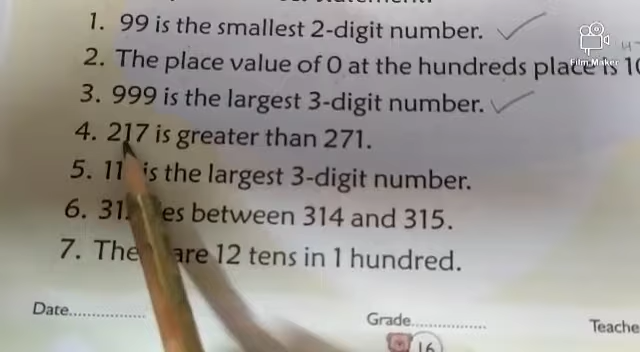 1. 99 is the smallest 2-digit number.
2. The place value of 0 at the hundreds place is
3. 999 is the largest 3-digit number.
4. 217 is greater than 271.
5. 11 is the largest 3-digit number.
6. 31 between 314 and 315.
7. are 12 tens in 1 hundred.
Date...............
Grade...............
16
Film Maker